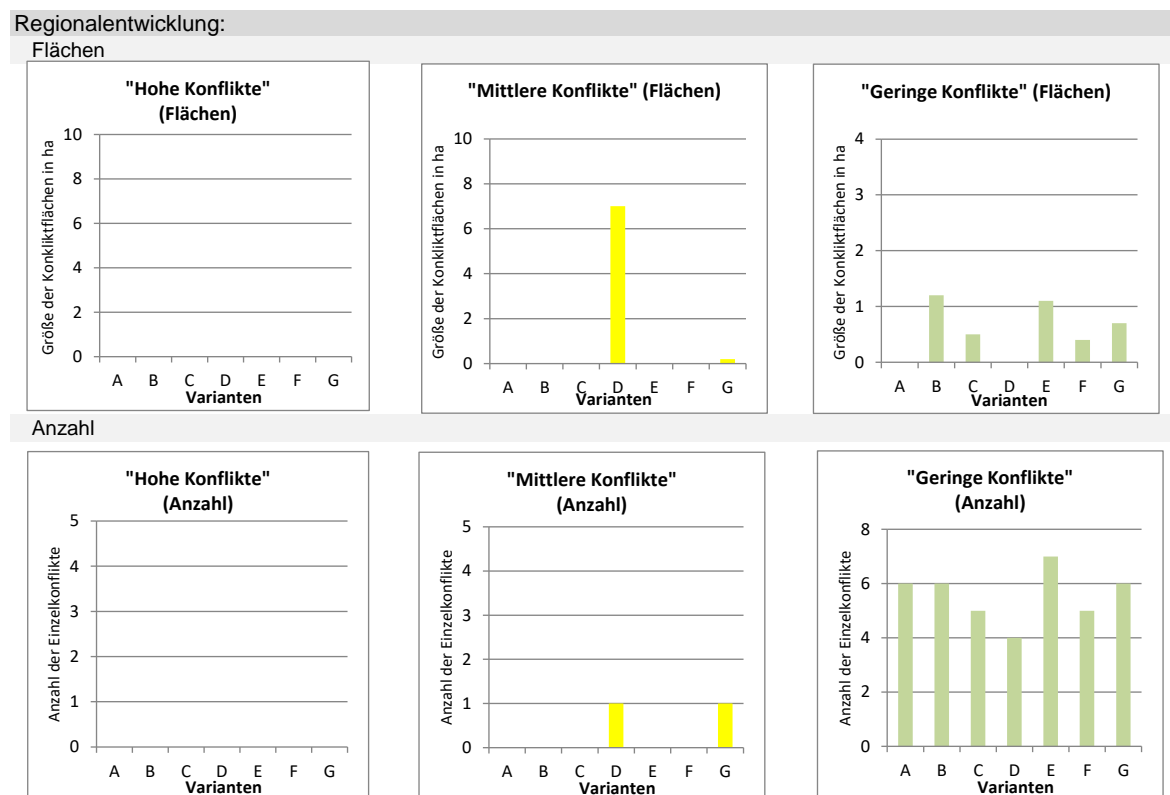 Regionalentwicklung:
Flächen
"Hohe Konflikte"
(Flächen)
Größe der Konkliktflächen in ha
10
8
6
4
2
0
A B C D E F G
Varianten
"Mittlere Konflikte" (Flächen)
Größe der Konkliktflächen in ha
10
8
6
4
2
0
A B C D E F G
Varianten
"Geringe Konflikte" (Flächen)
Größe der Konkliktflächen in ha
4
3
2
1
0
A B C D E F G
Varianten
Anzahl
"Hohe Konflikte"
(Anzahl)
Anzahl der Einzelkonflikte
5
4
3
2
1
0
A B C D E F G
Varianten
"Mittlere Konflikte"
(Anzahl)
Anzahl der Einzelkonflikte
5
4
3
2
1
0
A B C D E F G
Varianten
"Geringe Konflikte"
(Anzahl)
Anzahl der Einzelkonflikte
8
6
4
2
0
A B C D E F G
Varianten